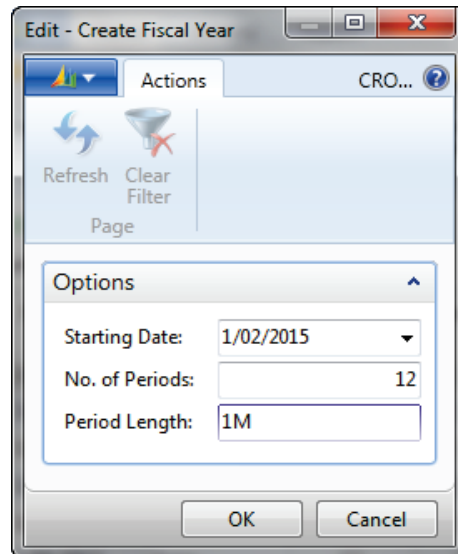 Edit - Create Fiscal Year
Actions
CRO...
Refresh
Clear
Filter
Page
Options
Starting Date: 1/02/2015
No. of Periods: 12
Period Length: 1M
OK
Cancel